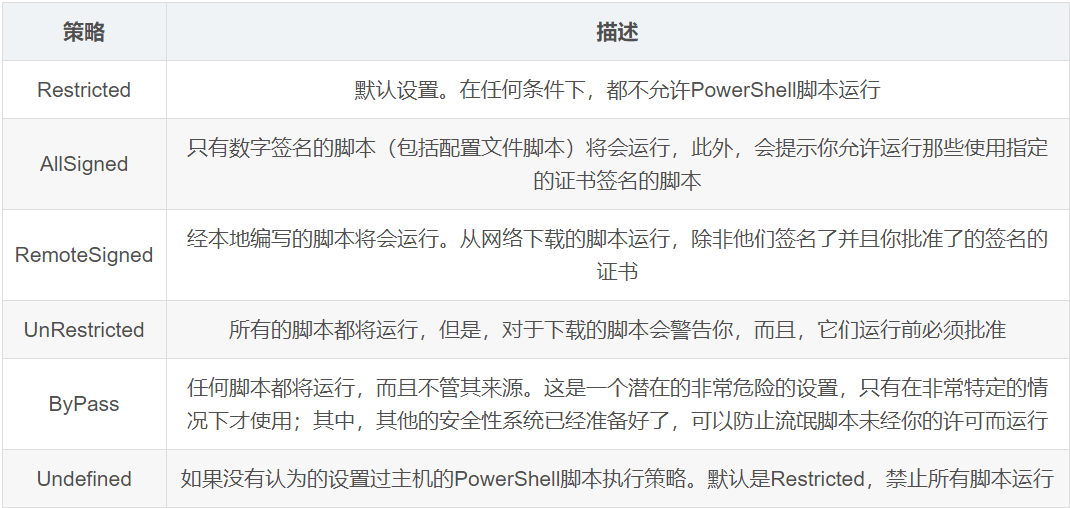 策略 描述
Restricted 默认设置。在任何条件下，都不允许PowerShell脚本运行
AllSigned 只有数字签名的脚本（包括配置文件脚本）将会运行，此外，会提示你允许运行那些使用指定
的证书签名的脚本
RemoteSigned 经本地编写的脚本将会运行。从网络下载的脚本运行，除非他们签名了并且你批准了的签名的
证书
UnRestricted 所有的脚本都将运行，但是，对于下载的脚本会警告你，而且，它们运行前必须批准
ByPass 任何脚本都将运行，而且不管其来源。这是一个潜在的非常危险的设置，只有在非常特定的情
况下才使用；其中，其他的安全性系统已经准备好了，可以防止流氓脚本未经你的许可而运行
Undefined 如果没有认为的设置过主机的PowerShell脚本执行策略。默认是Restricted，禁止所有脚本运行